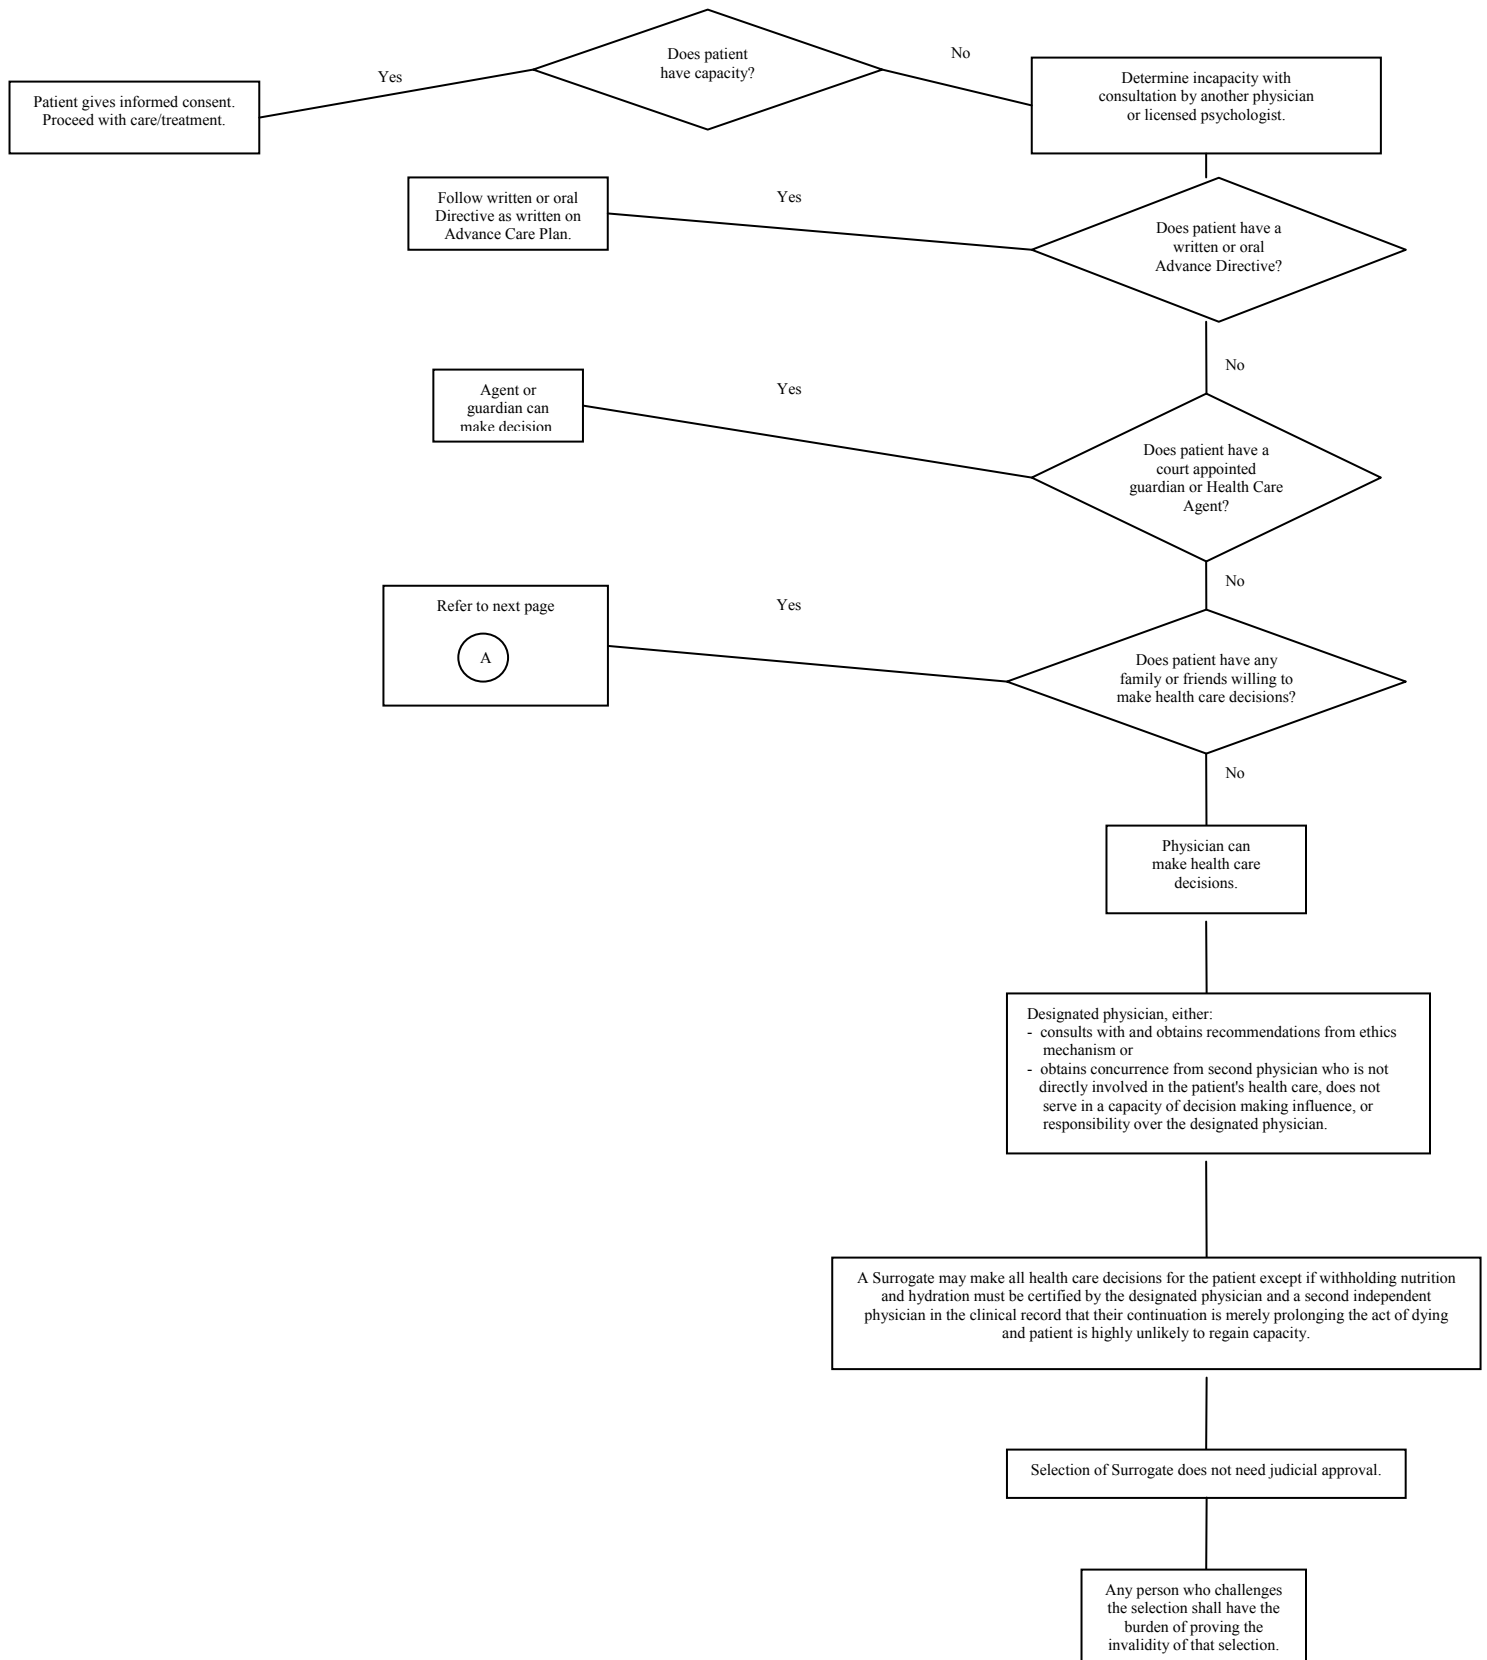 Does patient
have capacity?
Yes
No
Patient gives informed consent.
Proceed with care/treatment.
Determine incapacity with
consultation by another physician
or licensed psychologist.
Follow written or oral
Directive as written on
Advance Care Plan.
Yes
Does patient have a
written or oral
Advance Directive?
No
Agent or
guardian can
make decision
Yes
Does patient have a
court appointed
guardian or Health Care
Agent?
No
Refer to next page
A
Yes
Does patient have any
family or friends willing to
make health care decisions?
No
Physician can
make health care
decisions.
Designated physician, either:
- consults with and obtains recommendations from ethics
mechanism or
- obtains concurrence from second physician who is not
directly involved in the patient's health care, does not
serve in a capacity of decision making influence, or
responsibility over the designated physician.
A Surrogate may make all health care decisions for the patient except if withholding nutrition
and hydration must be certified by the designated physician and a second independent
physician in the clinical record that their continuation is merely prolonging the act of dying
and patient is highly unlikely to regain capacity.
Selection of Surrogate does not need judicial approval.
Any person who challenges
the selection shall have the
burden of proving the
invalidity of that selection.